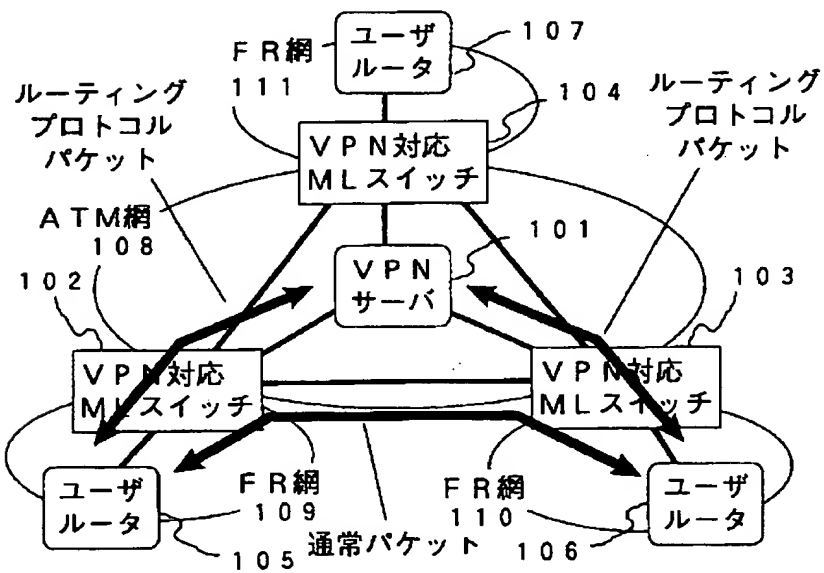 ユーザ
ルータ
107
FR網
111
104
ルーティング
プロトコル
パケット
ルーティング
プロトコル
パケット
VPN対応
MLスイッチ
ATM網
108
101
102
VPN
サーバ
103
VPN対応
MLスイッチ
VPN対応
MLスイッチ
ユーザ
ルータ
FR網
109
FR網
110
ユーザ
ルータ
105
通常パケット
106